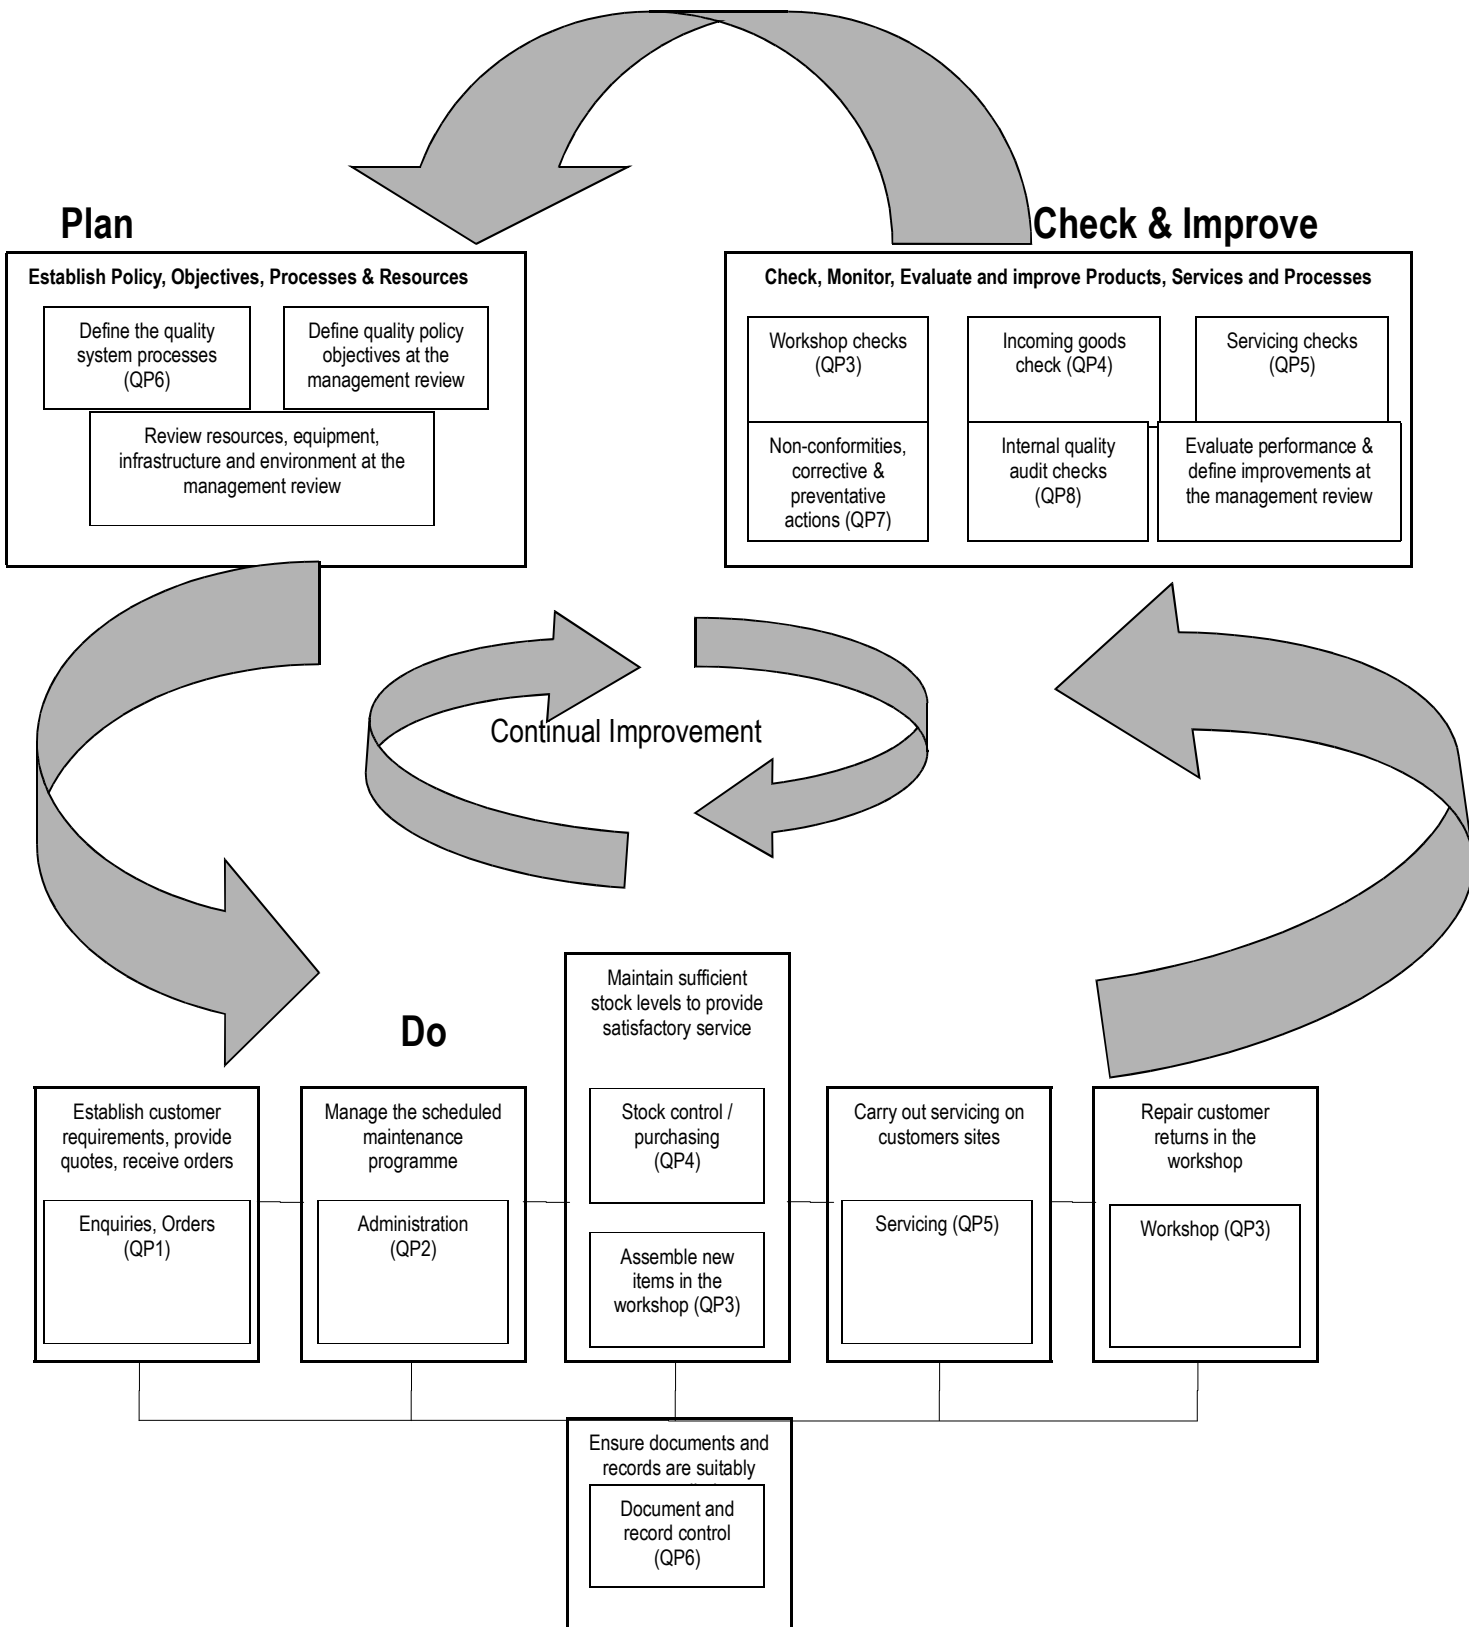 Plan
Check & Improve
Establish Policy, Objectives, Processes & Resources
Define the quality
system processes
(QP6)
Define quality policy
objectives at the
management review
Review resources, equipment,
infrastructure and environment at the
management review
Check, Monitor, Evaluate and improve Products, Services and Processes
Workshop checks
(QP3)
Incoming goods
check (QP4)
Servicing checks
(QP5)
Non-conformities,
corrective &
preventative
actions (QP7)
Internal quality
audit checks
(QP8)
Evaluate performance &
define improvements at
the management review
Continual Improvement
Do
Establish customer
requirements, provide
quotes, receive orders
Enquiries, Orders
(QP1)
Manage the scheduled
maintenance
programme
Administration
(QP2)
Maintain sufficient
stock levels to provide
satisfactory service
Stock control /
purchasing
(QP4)
Assemble new
items in the
workshop (QP3)
Carry out servicing on
customers sites
Servicing (QP5)
Repair customer
returns in the
workshop
Workshop (QP3)
Ensure documents and
records are suitably
Document and
record control
(QP6)